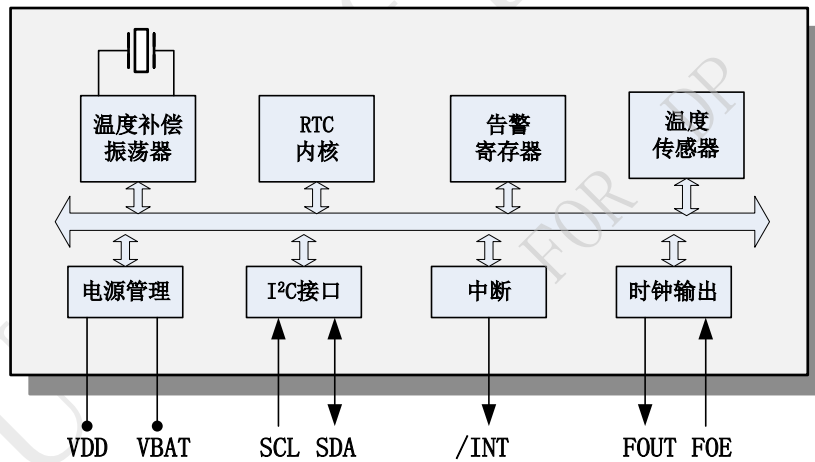 温度补偿
振荡器
RTC
内核
告警
寄存器
温度
传感器
电源管理
I²C接口
中断
时钟输出
VDD VBAT SCL SDA /INT FOUT FOE
FOR DP